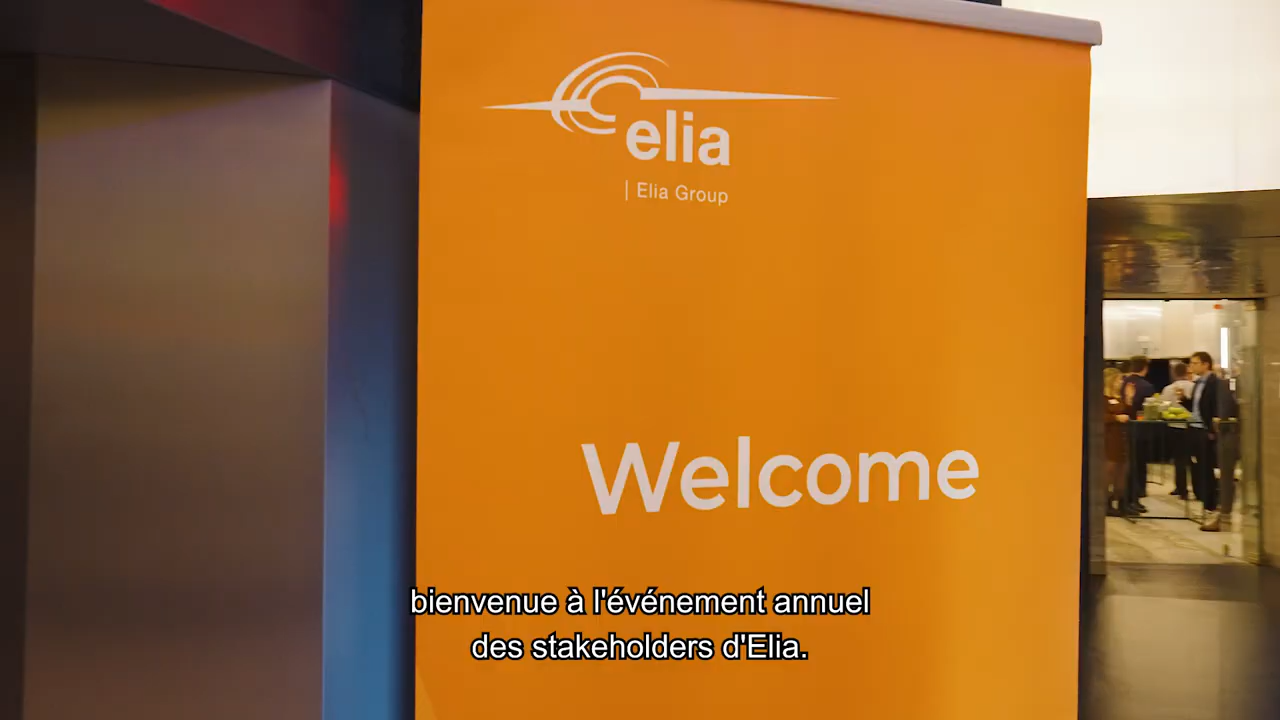 elia
| Elia Group
Welcome
bienvenue à l'événement annuel
des stakeholders d'Elia.